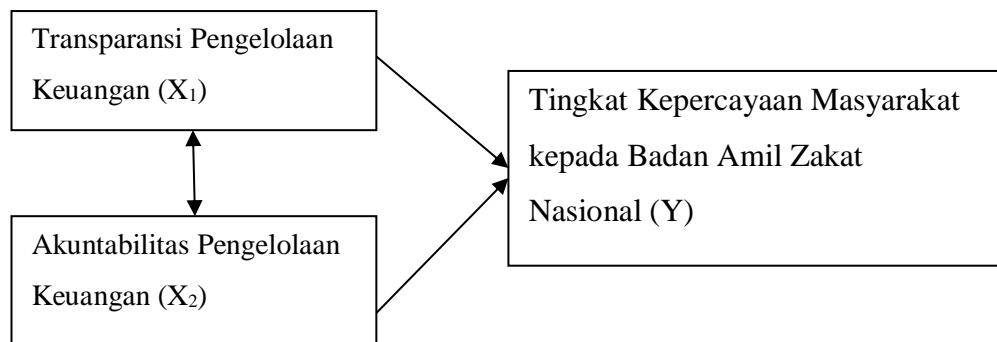 Transparansi Pengelolaan
Keuangan (X₁)
Tingkat Kepercayaan Masyarakat
kepada Badan Amil Zakat
Nasional (Y)
Akuntabilitas Pengelolaan
Keuangan (X₂)